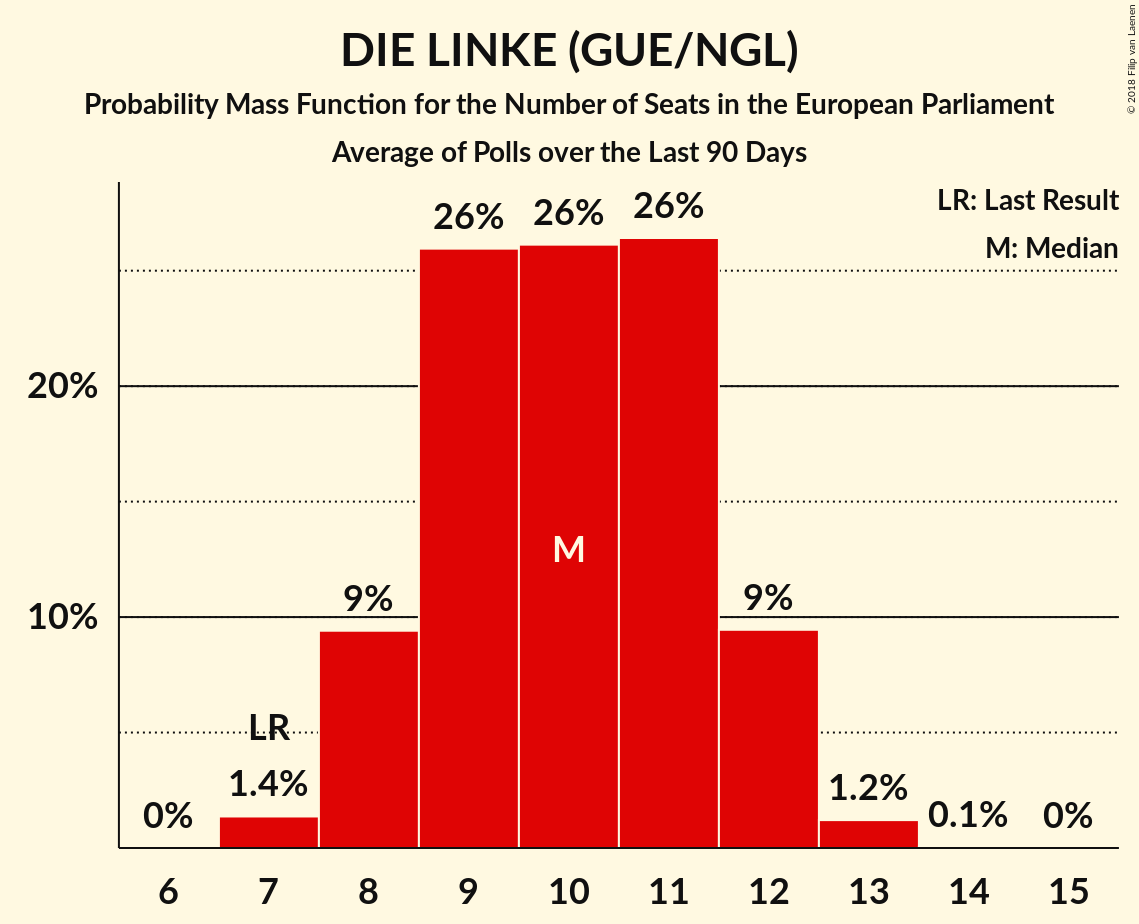 DIE LINKE (GUE/NGL)
Probability Mass Function for the Number of Seats in the European Parliament
Average of Polls over the Last 90 Days
© 2018 Filip van Laenen
LR: Last Result
M: Median
26% 26% 26%
20%
M
9% 9%
10%
LR
1.4% 1.2%
0% 0.1% 0%
6 7 8 9 10 11 12 13 14 15